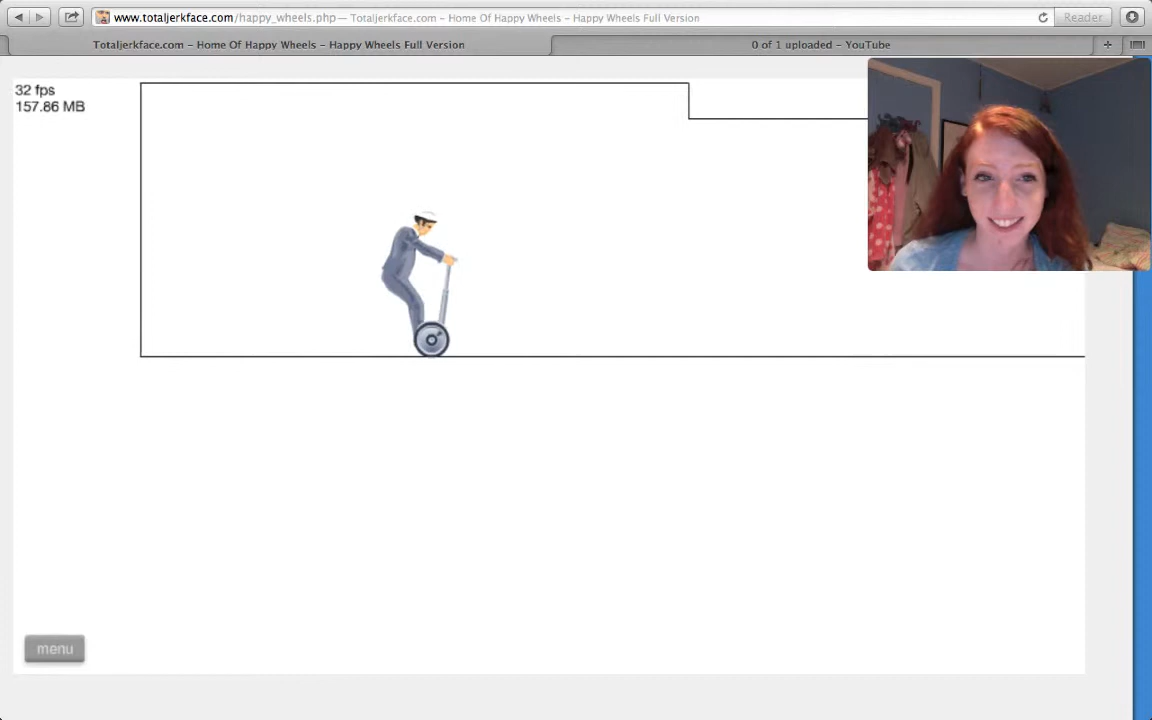 www.totaljerkface.com/happy_wheels.php — Totaljerkface.com – Home Of Happy Wheels – Happy Wheels Full Version
Reader
Totaljerkface.com – Home Of Happy Wheels – Happy Wheels Full Version
0 of 1 uploaded – YouTube
32 fps
157.86 MB
menu